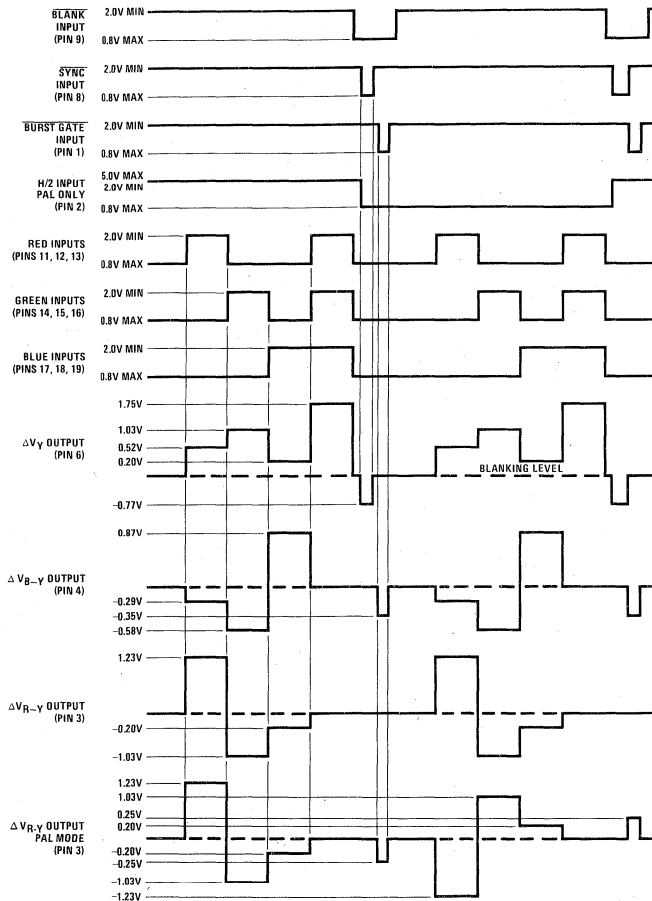 BLANK 2.0V MIN
INPUT
(PIN 9) 0.8V MAX
SYNC 2.0V MIN
INPUT
(PIN 8) 0.8V MAX
BURST GATE 2.0V MIN
INPUT
(PIN 1) 0.8V MAX
5.0V MAX
H/2 INPUT 2.0V MIN
PAL ONLY
(PIN 2) 0.8V MAX
2.0V MIN
RED INPUTS
(PINS 11, 12, 13) 0.8V MAX
2.0V MIN
GREEN INPUTS
(PINS 14, 15, 16) 0.8V MAX
2.0V MIN
BLUE INPUTS
(PINS 17, 18, 19) 0.8V MAX
1.75V
1.03V
ΔVY OUTPUT 0.52V
(PIN 6) 0.20V
BLANKING LEVEL
−0.77V
0.87V
Δ VB−Y OUTPUT
(PIN 4) −0.29V
−0.35V
−0.58V
1.23V
ΔVR−Y OUTPUT
(PIN 3) −0.20V
−1.03V
1.23V
1.03V
0.25V
Δ VR-Y OUTPUT 0.20V
PAL MODE
(PIN 3) −0.20V
−0.25V
−1.03V
−1.23V